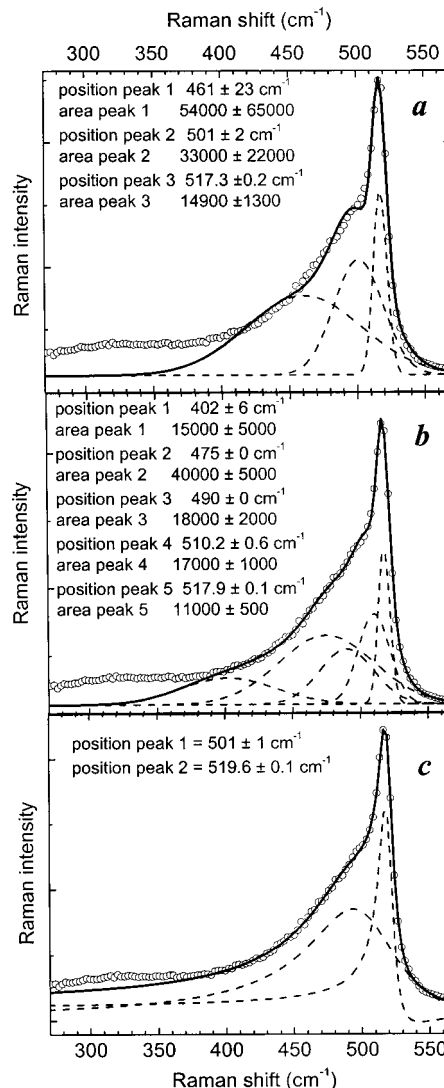 Raman shift (cm⁻¹)
300 350 400 450 500 550
position peak 1 461 ± 23 cm⁻¹
area peak 1 54000 ± 65000
position peak 2 501 ± 2 cm⁻¹
area peak 2 33000 ± 22000
position peak 3 517.3 ±0.2 cm⁻¹
area peak 3 14900 ±1300
a
Raman intensity
position peak 1 402 ± 6 cm⁻¹
area peak 1 15000 ± 5000
position peak 2 475 ± 0 cm⁻¹
area peak 2 40000 ± 5000
position peak 3 490 ± 0 cm⁻¹
area peak 3 18000 ± 2000
position peak 4 510.2 ± 0.6 cm⁻¹
area peak 4 17000 ± 1000
position peak 5 517.9 ± 0.1 cm⁻¹
area peak 5 11000 ± 500
b
Raman intensity
position peak 1 = 501 ± 1 cm⁻¹
position peak 2 = 519.6 ± 0.1 cm⁻¹
c
Raman intensity
300 350 400 450 500 550
Raman shift (cm⁻¹)